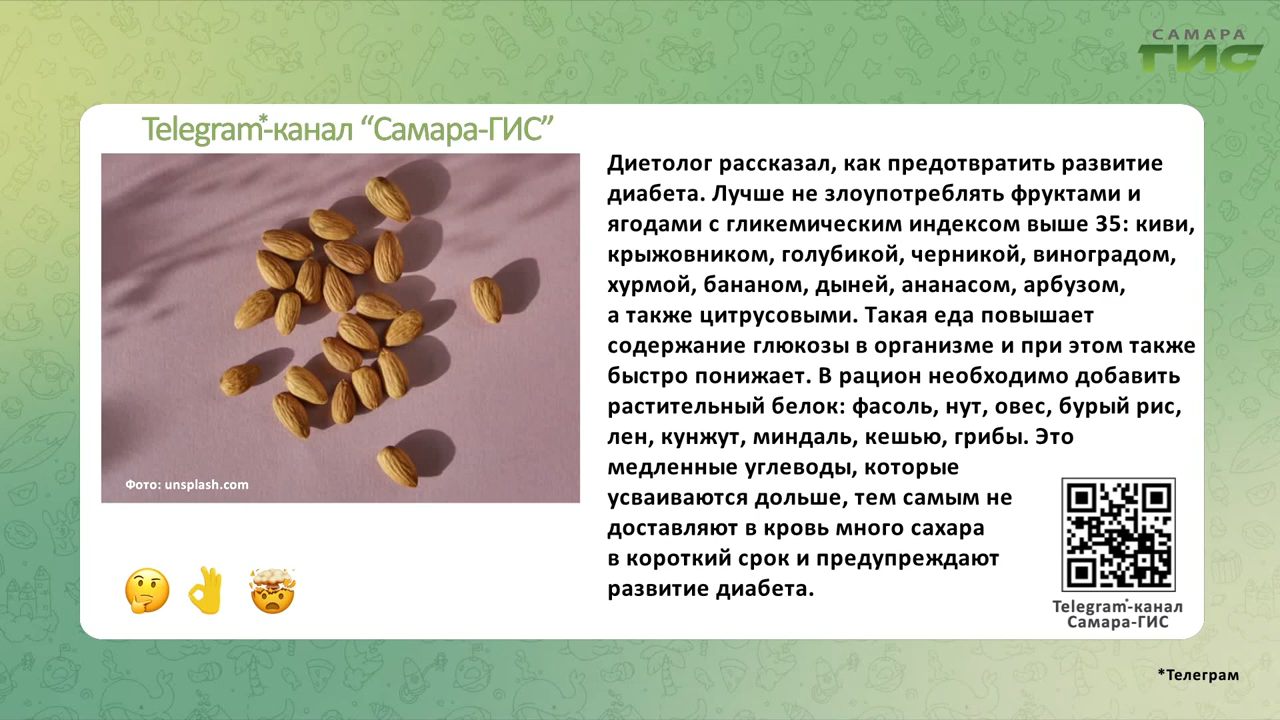 САМАРА
ГИС
Telegram*-канал “Самара-ГИС”
Диетолог рассказал, как предотвратить развитие
диабета. Лучше не злоупотреблять фруктами и
ягодами с гликемическим индексом выше 35: киви,
крыжовником, голубикой, черникой, виноградом,
хурмой, бананом, дыней, ананасом, арбузом,
а также цитрусовыми. Такая еда повышает
содержание глюкозы в организме и при этом также
быстро понижает. В рацион необходимо добавить
растительный белок: фасоль, нут, овес, бурый рис,
лен, кунжут, миндаль, кешью, грибы. Это
медленные углеводы, которые
усваиваются дольше, тем самым не
доставляют в кровь много сахара
в короткий срок и предупреждают
развитие диабета.
Фото: unsplash.com
Telegram*-канал
Самара-ГИС
*Телеграм